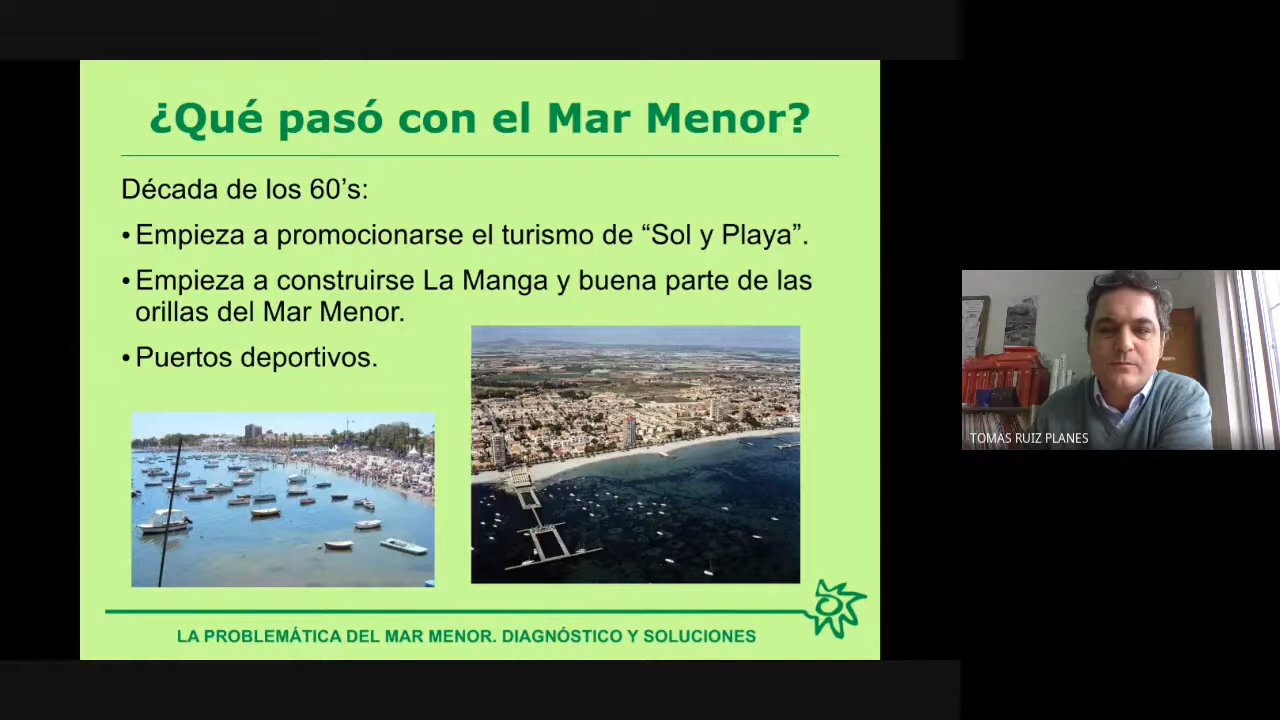 ¿Qué pasó con el Mar Menor?
Década de los 60’s:
• Empieza a promocionarse el turismo de “Sol y Playa”.
• Empieza a construirse La Manga y buena parte de las
orillas del Mar Menor.
• Puertos deportivos.
LA PROBLEMÁTICA DEL MAR MENOR. DIAGNÓSTICO Y SOLUCIONES
TOMAS RUIZ PLANES